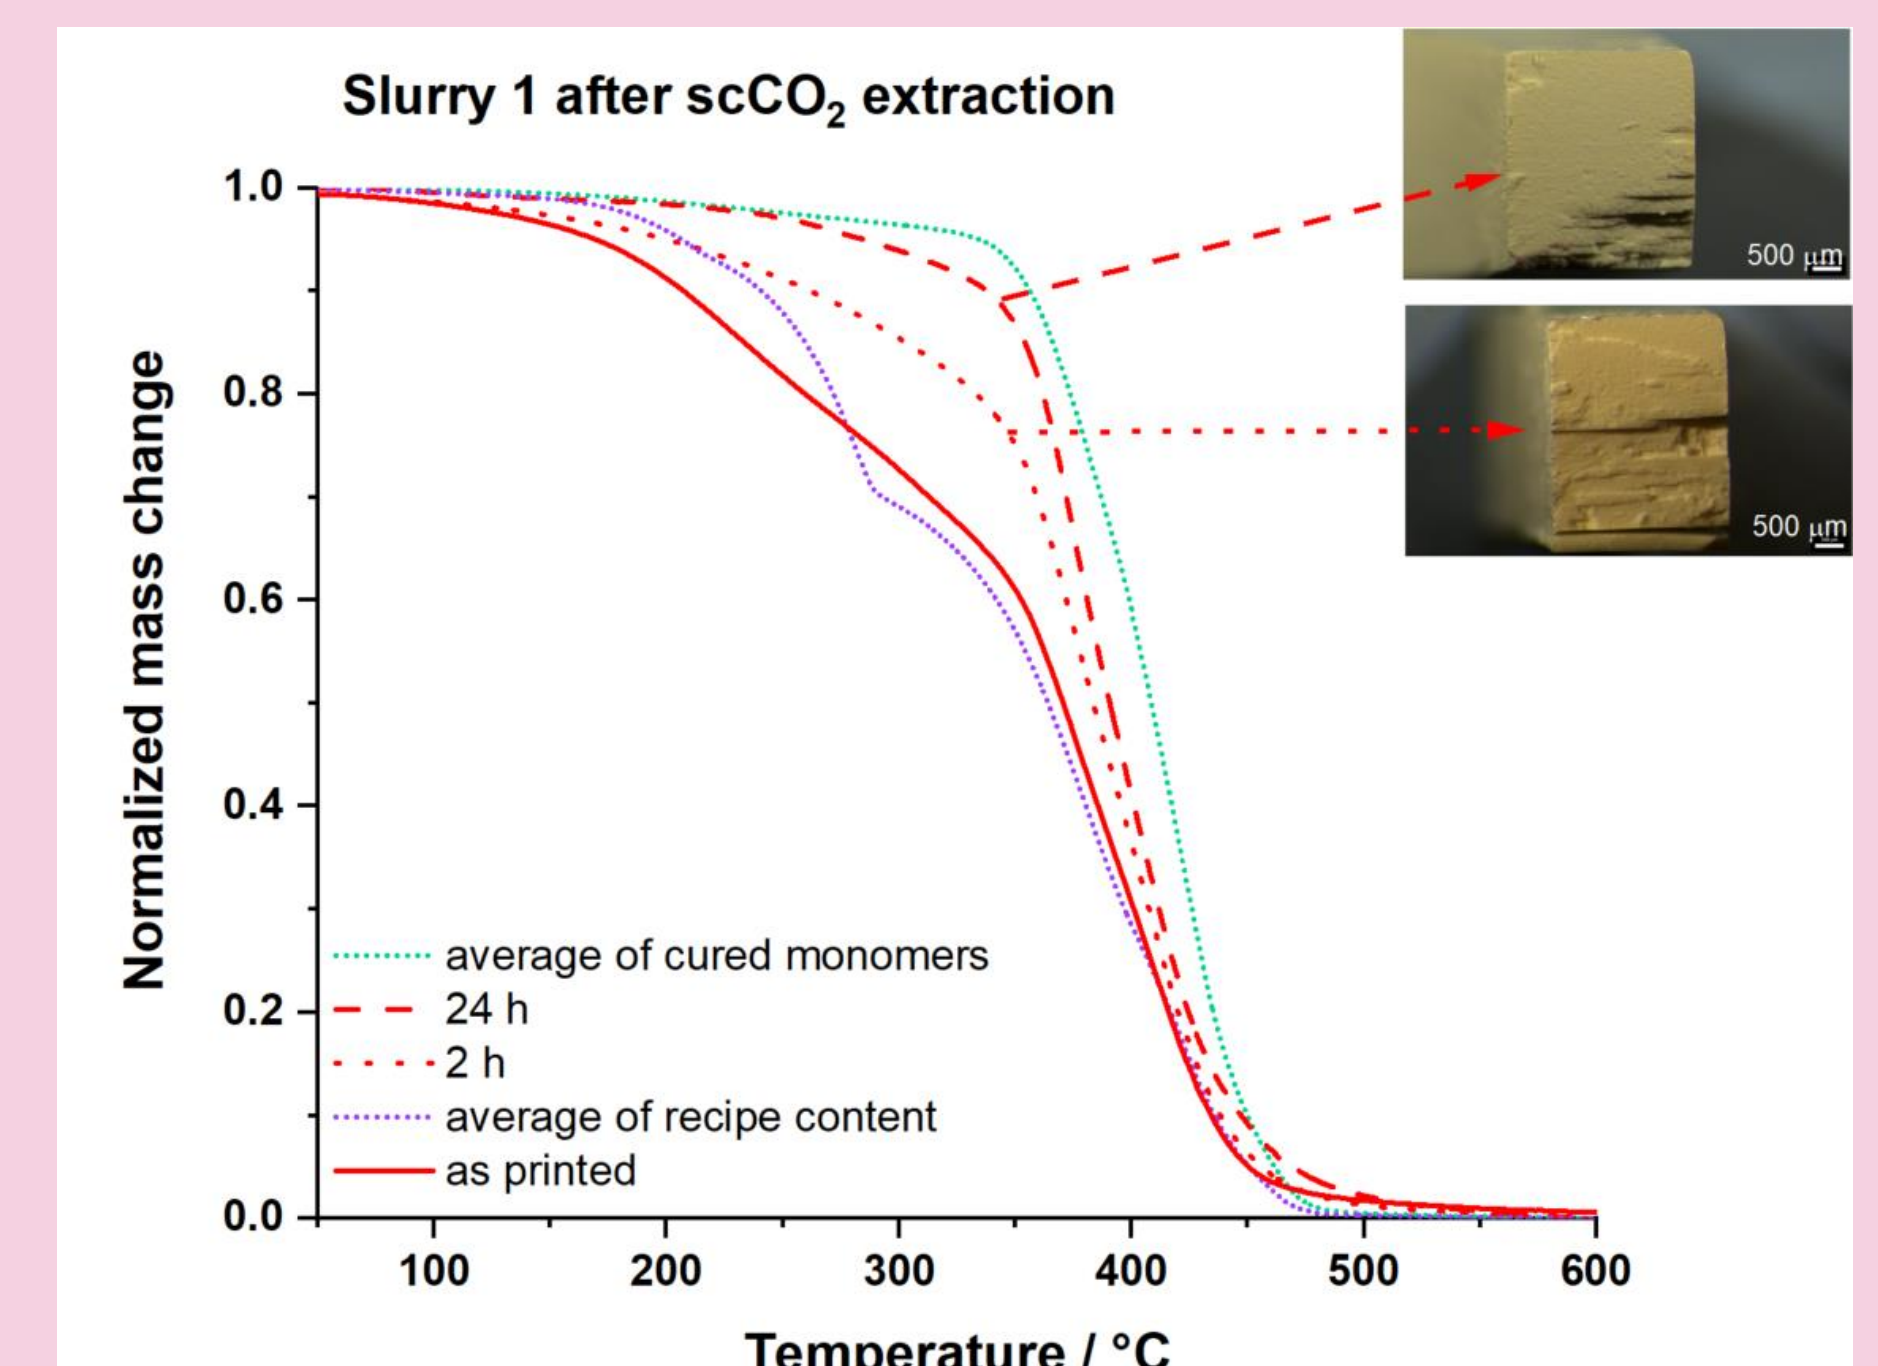 Slurry 1 after scCO₂ extraction
500 μm
500 μm
Normalized mass change
1.0
0.8
0.6
0.4
0.2
0.0
average of cured monomers
24 h
2 h
average of recipe content
as printed
100 200 300 400 500 600
Temperature / °C